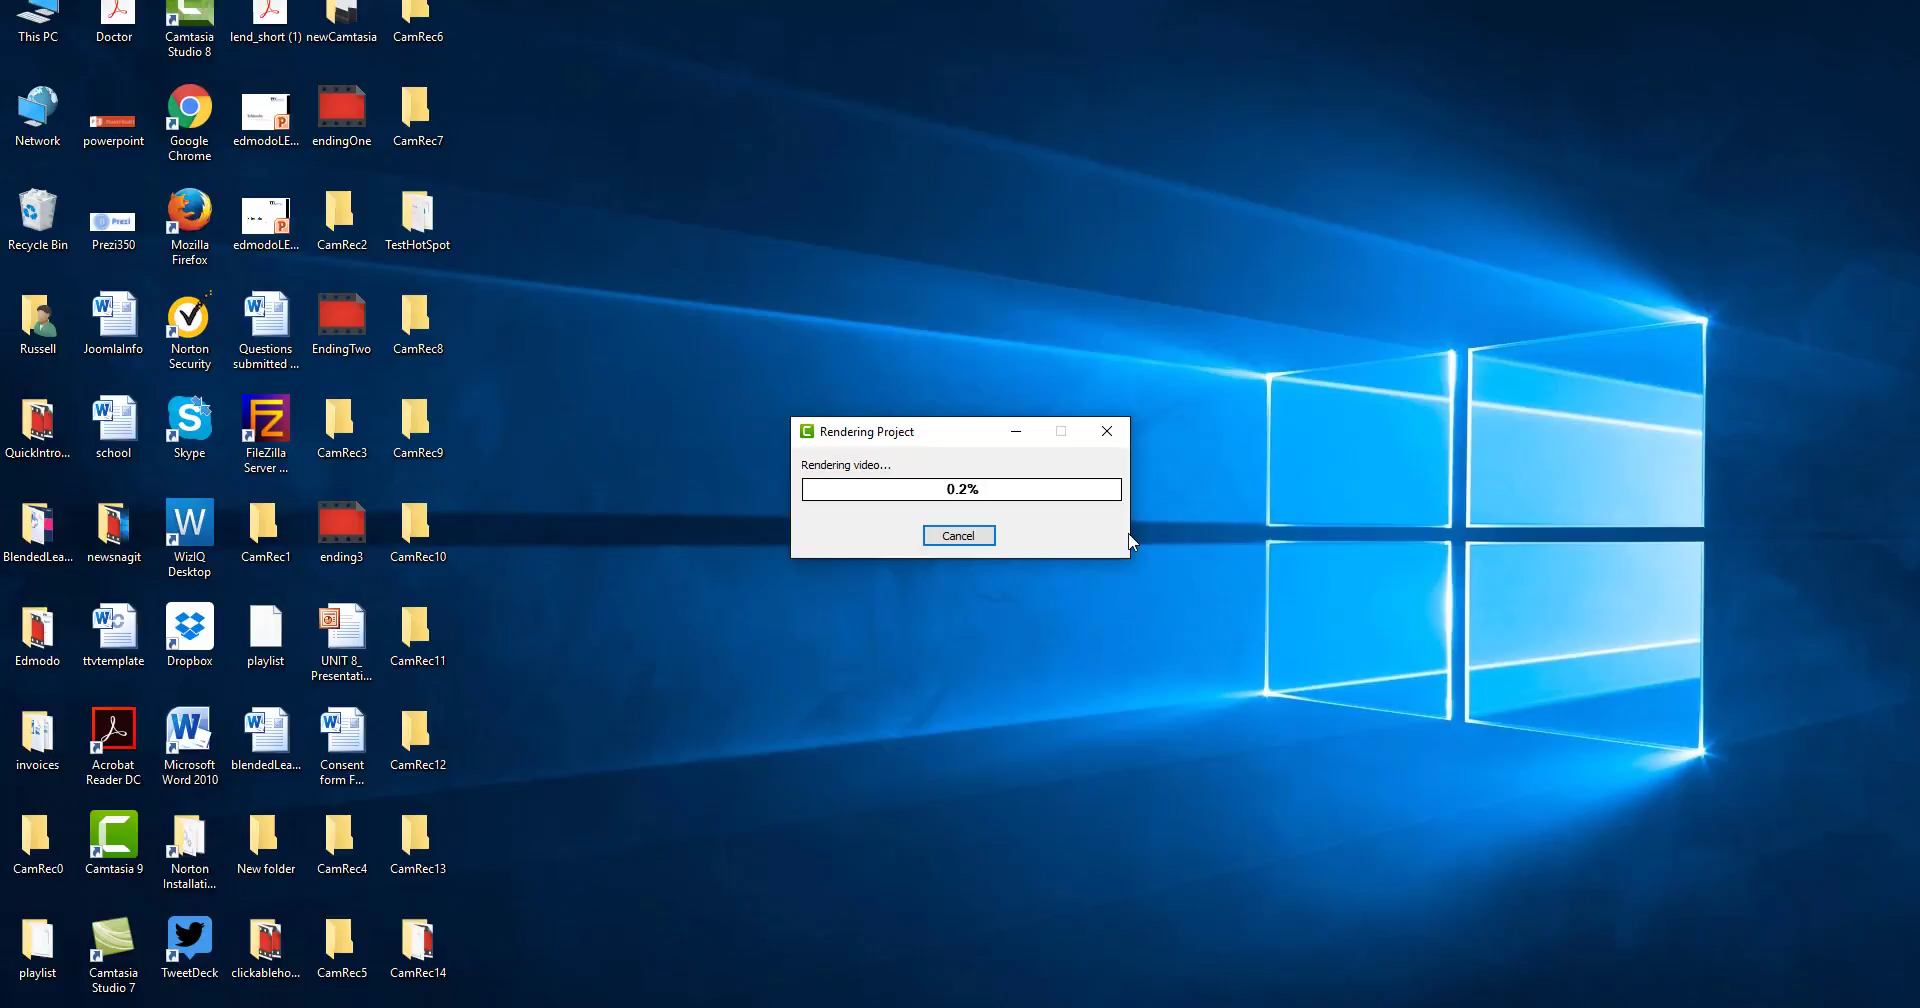 This PC
Doctor
Camtasia
Studio 8
lend_short (1)
newCamtasia
CamRec6
Network
powerpoint
Google
Chrome
edmodoLE...
endingOne
CamRec7
Recycle Bin
Prezi
Prezi350
Mozilla
Firefox
edmodoLE...
CamRec2
TestHotSpot
Russell
JoomlaInfo
Norton
Security
Questions
submitted ...
EndingTwo
CamRec8
QuickIntro...
school
Skype
FileZilla
Server ...
CamRec3
CamRec9
BlendedLea...
newsnagit
WizIQ
Desktop
CamRec1
ending3
CamRec10
Edmodo
ttvtemplate
Dropbox
playlist
UNIT 8_
Presentati...
CamRec11
invoices
Acrobat
Reader DC
Microsoft
Word 2010
blendedLea...
Consent
form F...
CamRec12
CamRec0
Camtasia 9
Norton
Installati...
New folder
CamRec4
CamRec13
playlist
Camtasia
Studio 7
TweetDeck
clickableho...
CamRec5
CamRec14
Rendering Project
Rendering video...
0.2%
Cancel